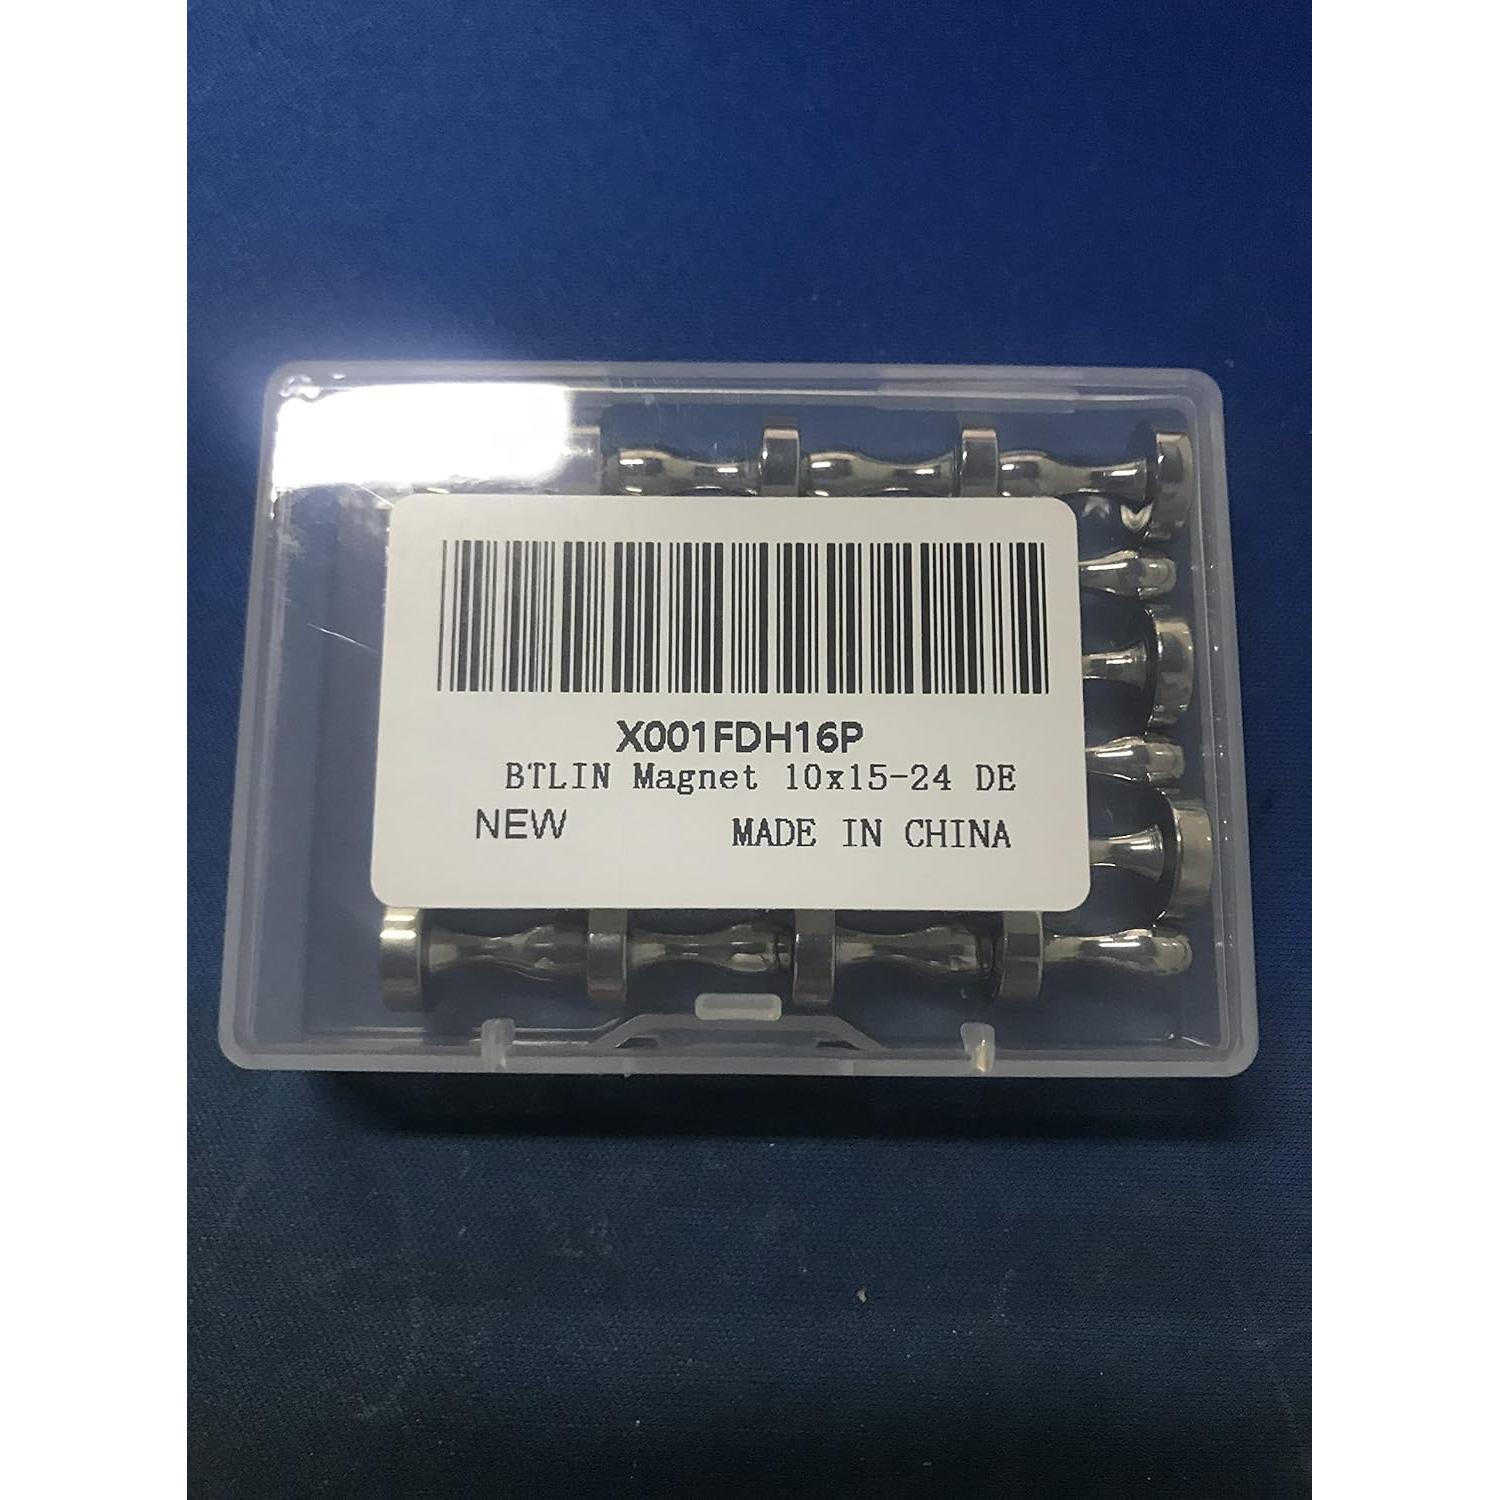 X001FDH16P
BTLIN Magnet 10x15-24 DE
NEW MADE IN CHINA